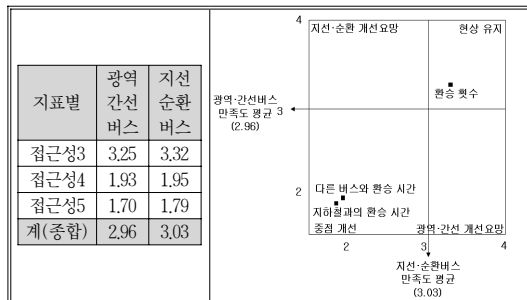 지표별 광역 간선 버스 지선 순환 버스
접근성3 3.25 3.32
접근성4 1.93 1.95
접근성5 1.70 1.79
계(종합) 2.96 3.03
4
지선·순환 개선요망 현상 유지
환승 횟수
광역·간선버스 3
만족도 평균
(2.96)
2
다른 버스와 환승 시간
지하철과의 환승 시간
중점 개선 광역·간선 개선요망
2 3 4
지선·순환버스
만족도 평균
(3.03)